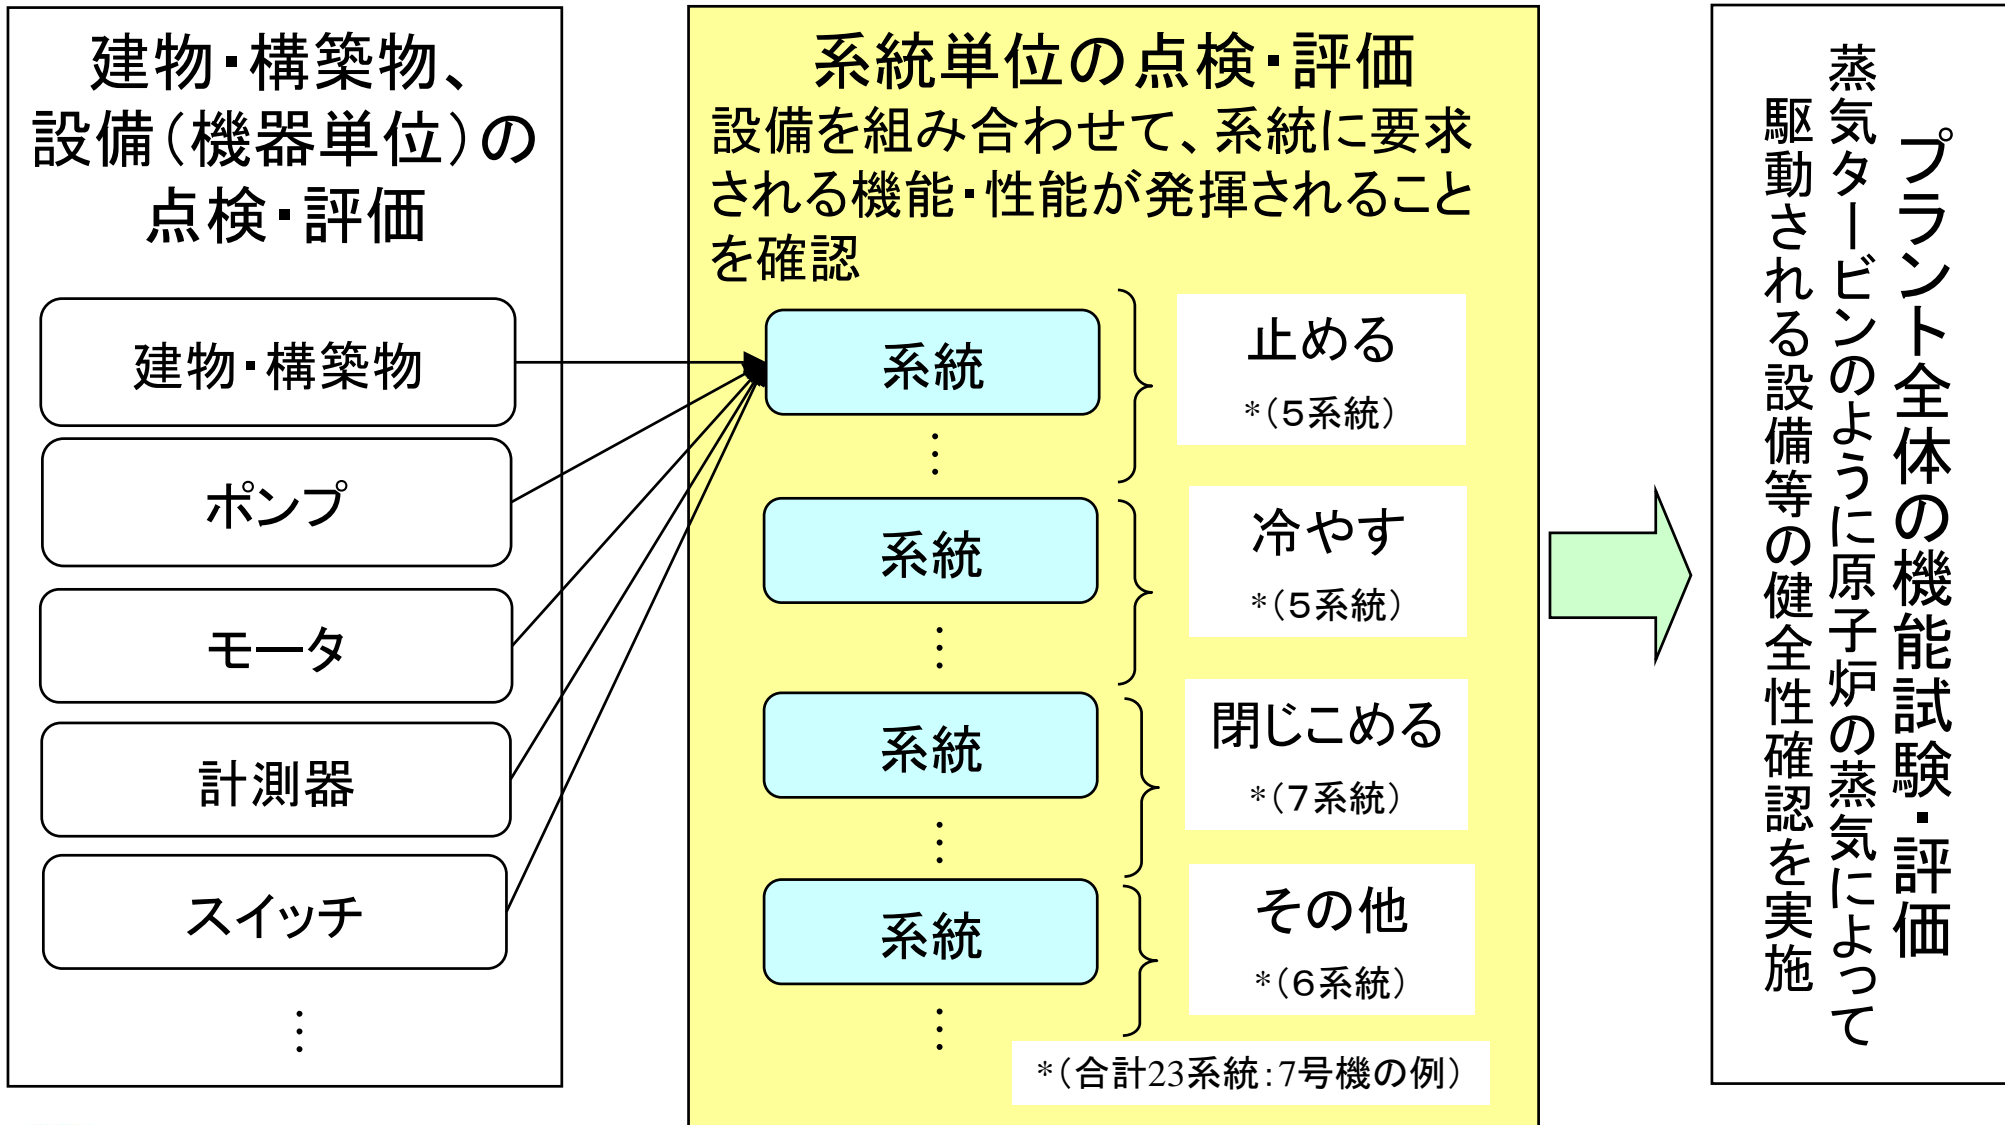 建物・構築物、
設備（機器単位）の
点検・評価
建物・構築物
ポンプ
モータ
計測器
スイッチ
⋮
系統単位の点検・評価
設備を組み合わせて、系統に要求
される機能・性能が発揮されること
を確認
系統
⋮
止める
*（5系統）
系統
⋮
冷やす
*（5系統）
系統
⋮
閉じこめる
*（7系統）
系統
⋮
その他
*（6系統）
*（合計23系統：7号機の例）
プラント全体の機能試験・評価
蒸気タービンのように原子炉の蒸気によって
駆動される設備等の健全性確認を実施